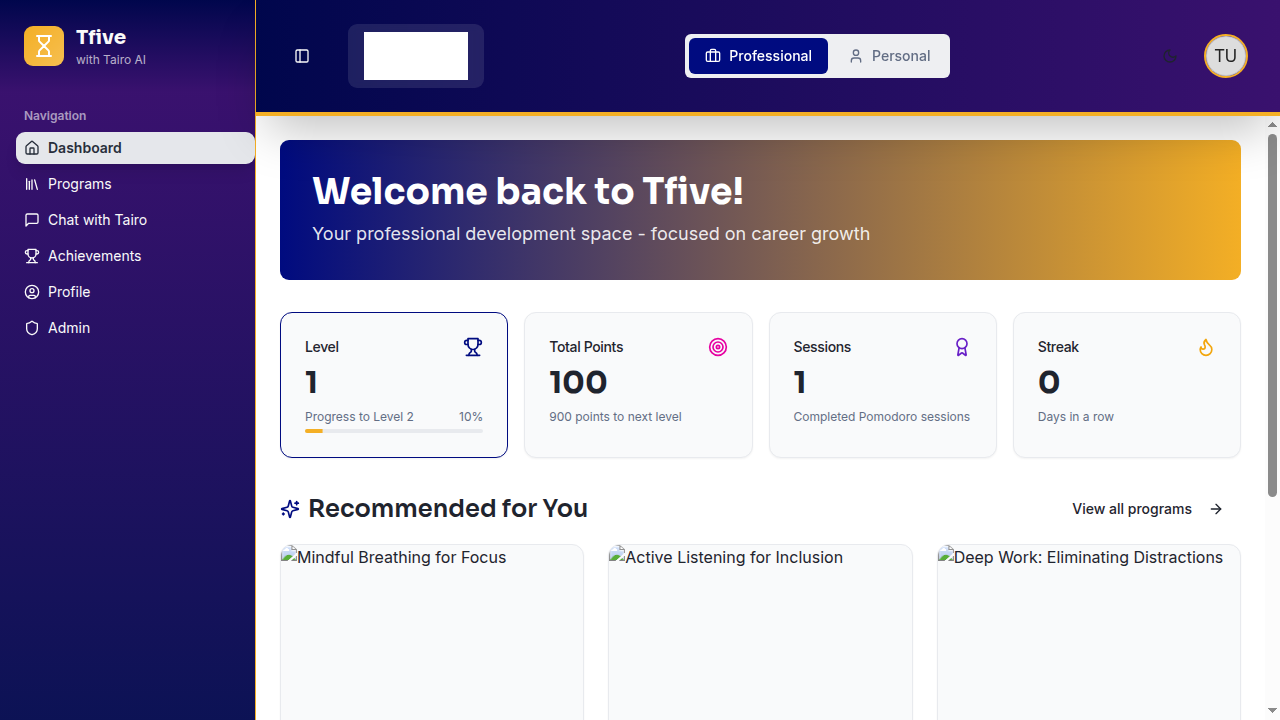 Tfive
with Tairo AI
Navigation
Dashboard
Programs
Chat with Tairo
Achievements
Profile
Admin
Professional
Personal
TU
Welcome back to Tfive!
Your professional development space - focused on career growth
Level
1
Progress to Level 2 10%
Total Points
100
900 points to next level
Sessions
1
Completed Pomodoro sessions
Streak
0
Days in a row
Recommended for You
View all programs
Mindful Breathing for Focus
Active Listening for Inclusion
Deep Work: Eliminating Distractions